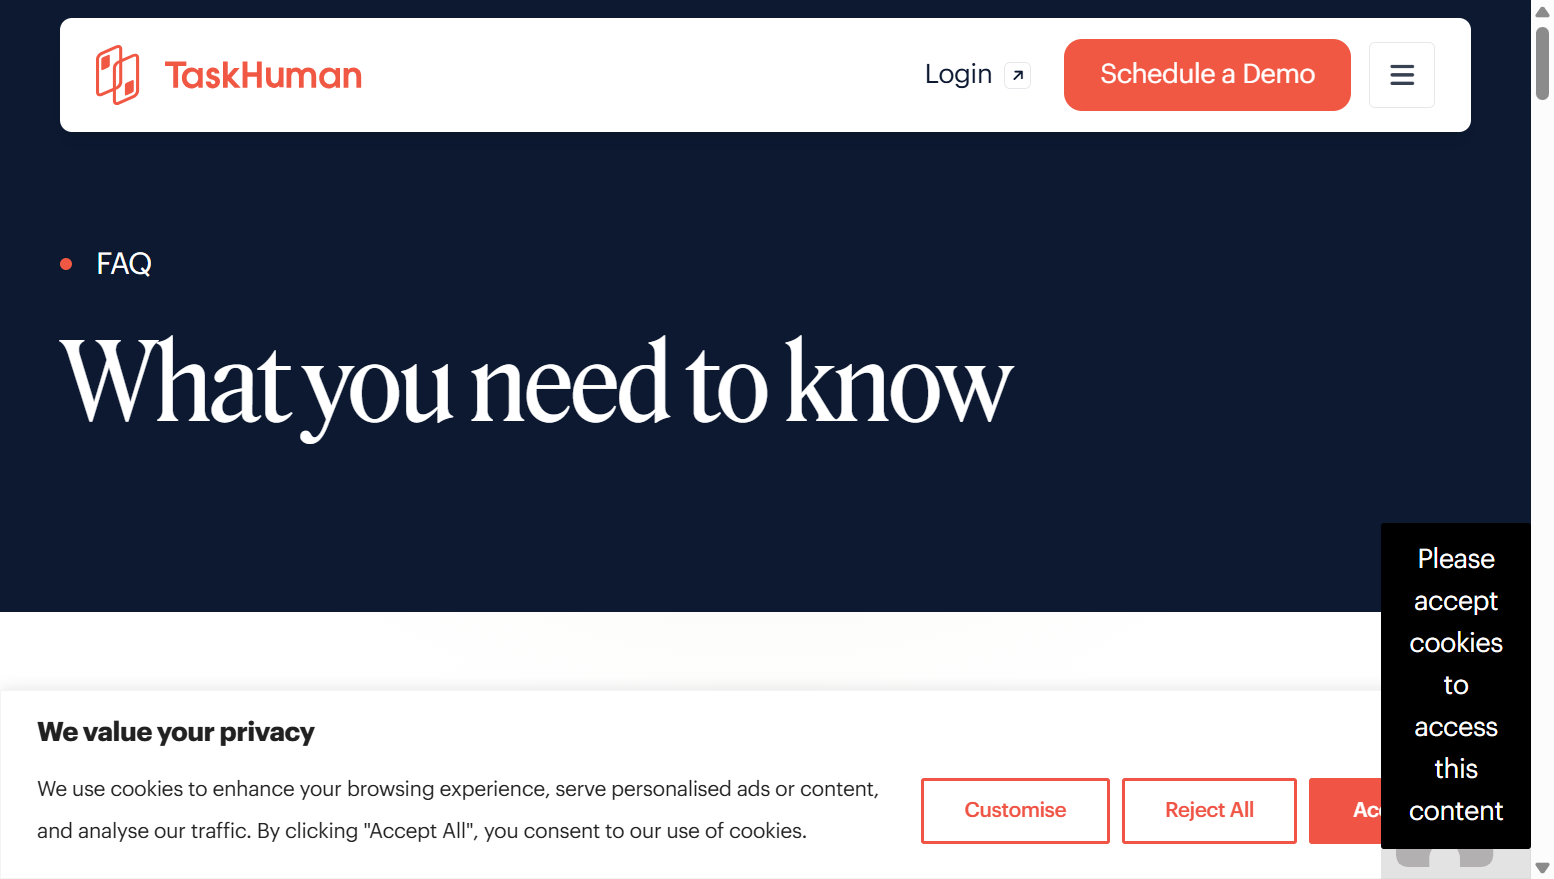 TaskHuman
Login
Schedule a Demo
FAQ
What you need to know
Please
accept
cookies
to
access
this
content
We value your privacy
We use cookies to enhance your browsing experience, serve personalised ads or content,
and analyse our traffic. By clicking "Accept All", you consent to our use of cookies.
Customise
Reject All